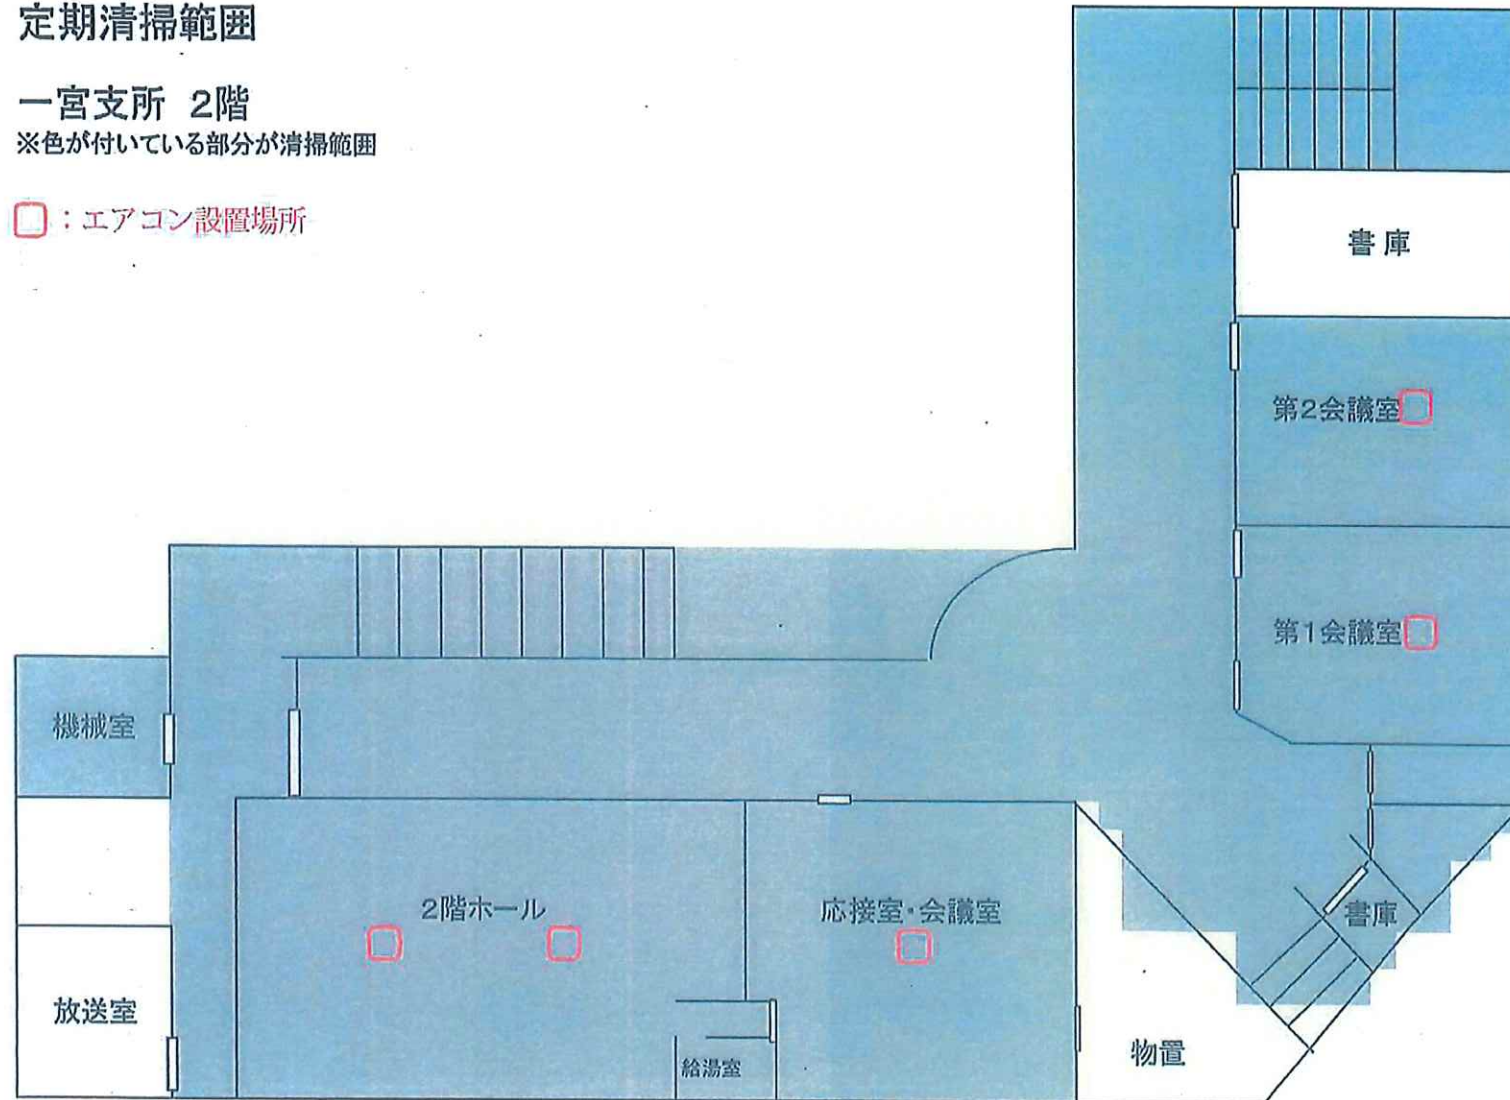 定期清掃範囲
一宮支所 2階
※色が付いている部分が清掃範囲
：エアコン設置場所
書庫
第2会議室
第1会議室
機械室
2階ホール
応接室・会議室
書庫
放送室
物置
給湯室